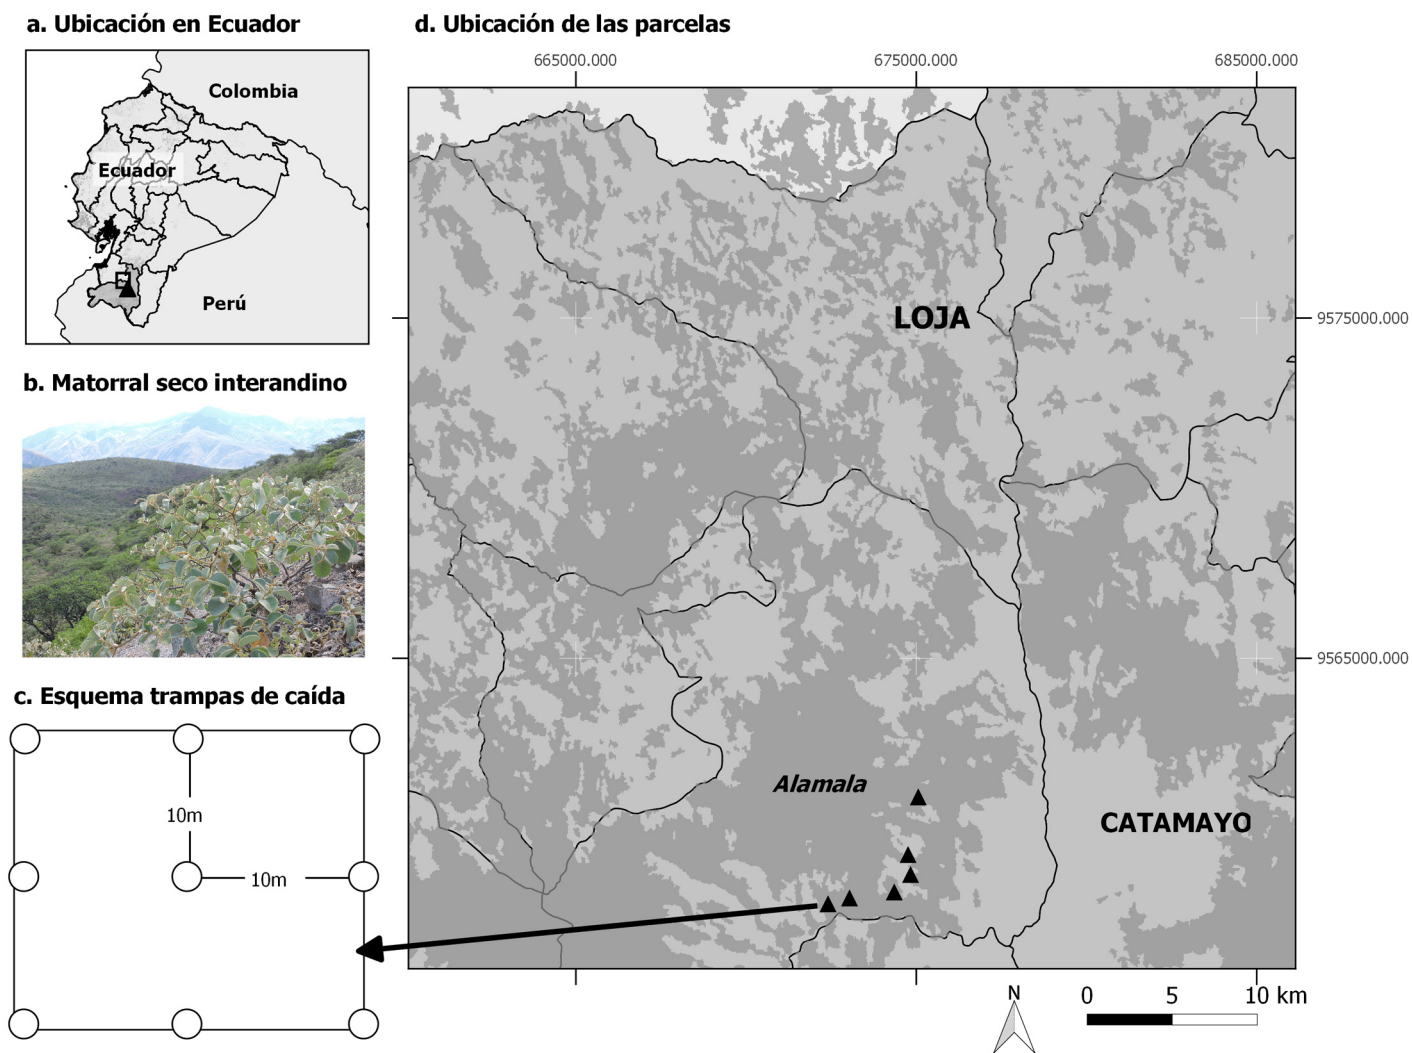 a. Ubicación en Ecuador
Colombia
Ecuador
Perú
b. Matorral seco interandino
c. Esquema trampas de caída
10m
10m
d. Ubicación de las parcelas
665000.000 675000.000 685000.000
LOJA
9575000.000
9565000.000
Alamala
CATAMAYO
N
0 5 10 km